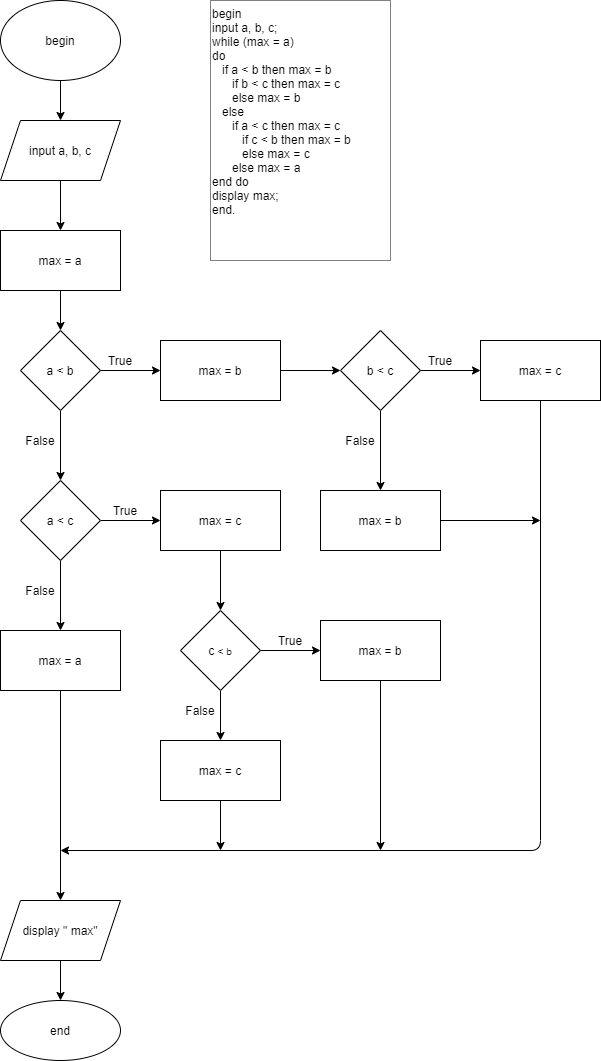 begin
begin
input a, b, c;
while (max = a)
do
if a < b then max = b
if b < c then max = c
else max = b
else
if a < c then max = c
if c < b then max = b
else max = c
else max = a
end do
display max;
end.
input a, b, c
max = a
a < b
True
max = b
b < c
True
max = c
False
False
a < c
True
max = c
max = b
False
max = a
c < b
True
max = b
False
max = c
display " max"
end